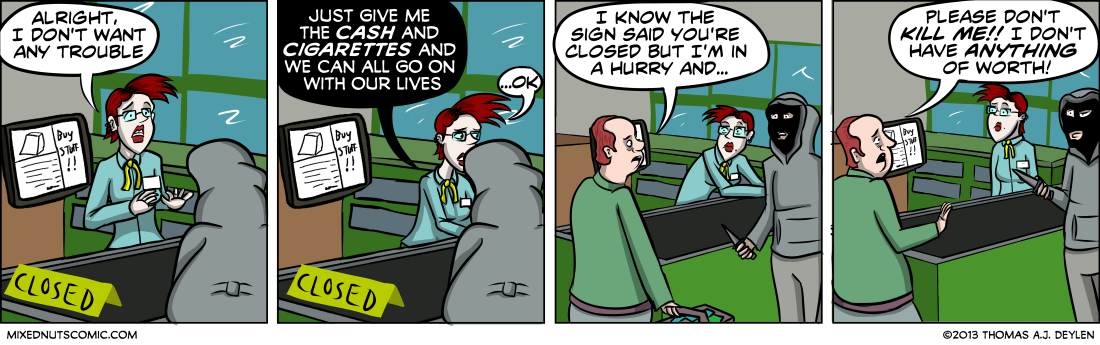 ALRIGHT,
I DON'T WANT
ANY TROUBLE
BUY
STUFF
!!
CLOSED
JUST GIVE ME
THE CASH AND
CIGARETTES AND
WE CAN ALL GO ON
WITH OUR LIVES
...OK
BUY
STUFF
!!
CLOSED
I KNOW THE
SIGN SAID YOU'RE
CLOSED BUT I'M IN
A HURRY AND...
PLEASE DON'T
KILL ME!! I DON'T
HAVE ANYTHING
OF WORTH!
BUY
STUFF
!!
MIXEDNUTSCOMIC.COM
©2013 THOMAS A.J. DEYLEN